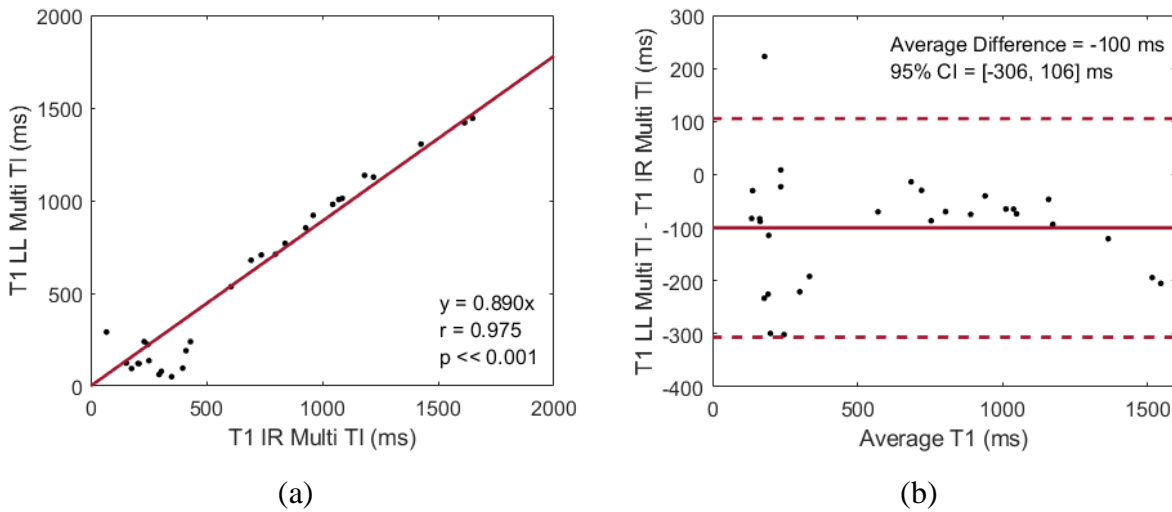 2000
1500
1000
500
0
T1 LL Multi TI (ms)
y = 0.890x
r = 0.975
p << 0.001
0 500 1000 1500 2000
T1 IR Multi TI (ms)
(a)
300
200
100
0
-100
-200
-300
-400
T1 LL Multi TI - T1 IR Multi TI (ms)
Average Difference = -100 ms
95% CI = [-306, 106] ms
0 500 1000 1500
Average T1 (ms)
(b)